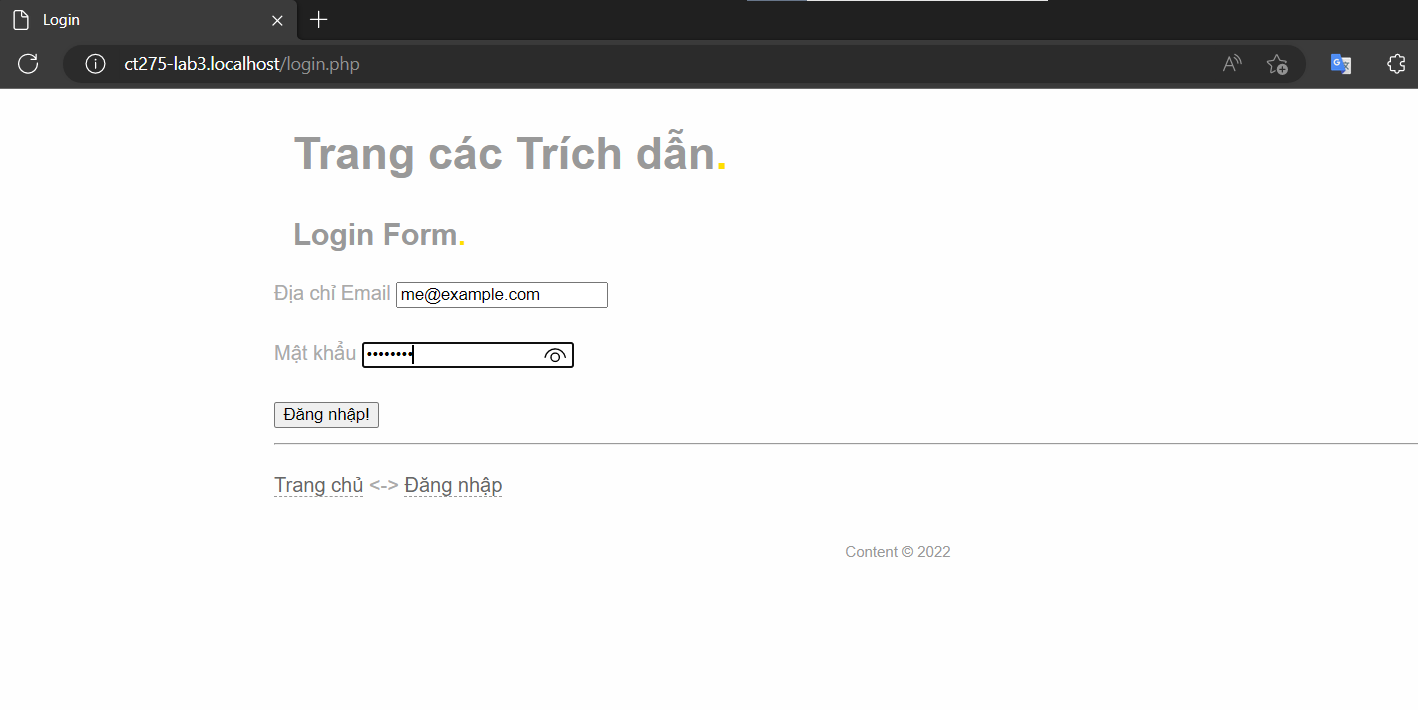 Login
ct275-lab3.localhost/login.php
Trang các Trích dẫn.
Login Form.
Địa chỉ Email me@example.com
Mật khẩu ••••••••
Đăng nhập!
Trang chủ <-> Đăng nhập
Content © 2022